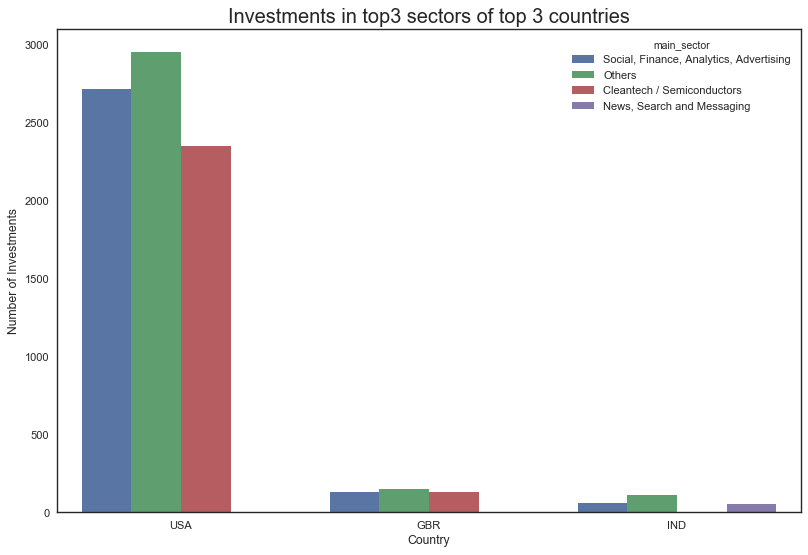 Investments in top3 sectors of top 3 countries
main_sector
Social, Finance, Analytics, Advertising
Others
Cleantech / Semiconductors
News, Search and Messaging
Number of Investments
3000
2500
2000
1500
1000
500
0
USA GBR IND
Country